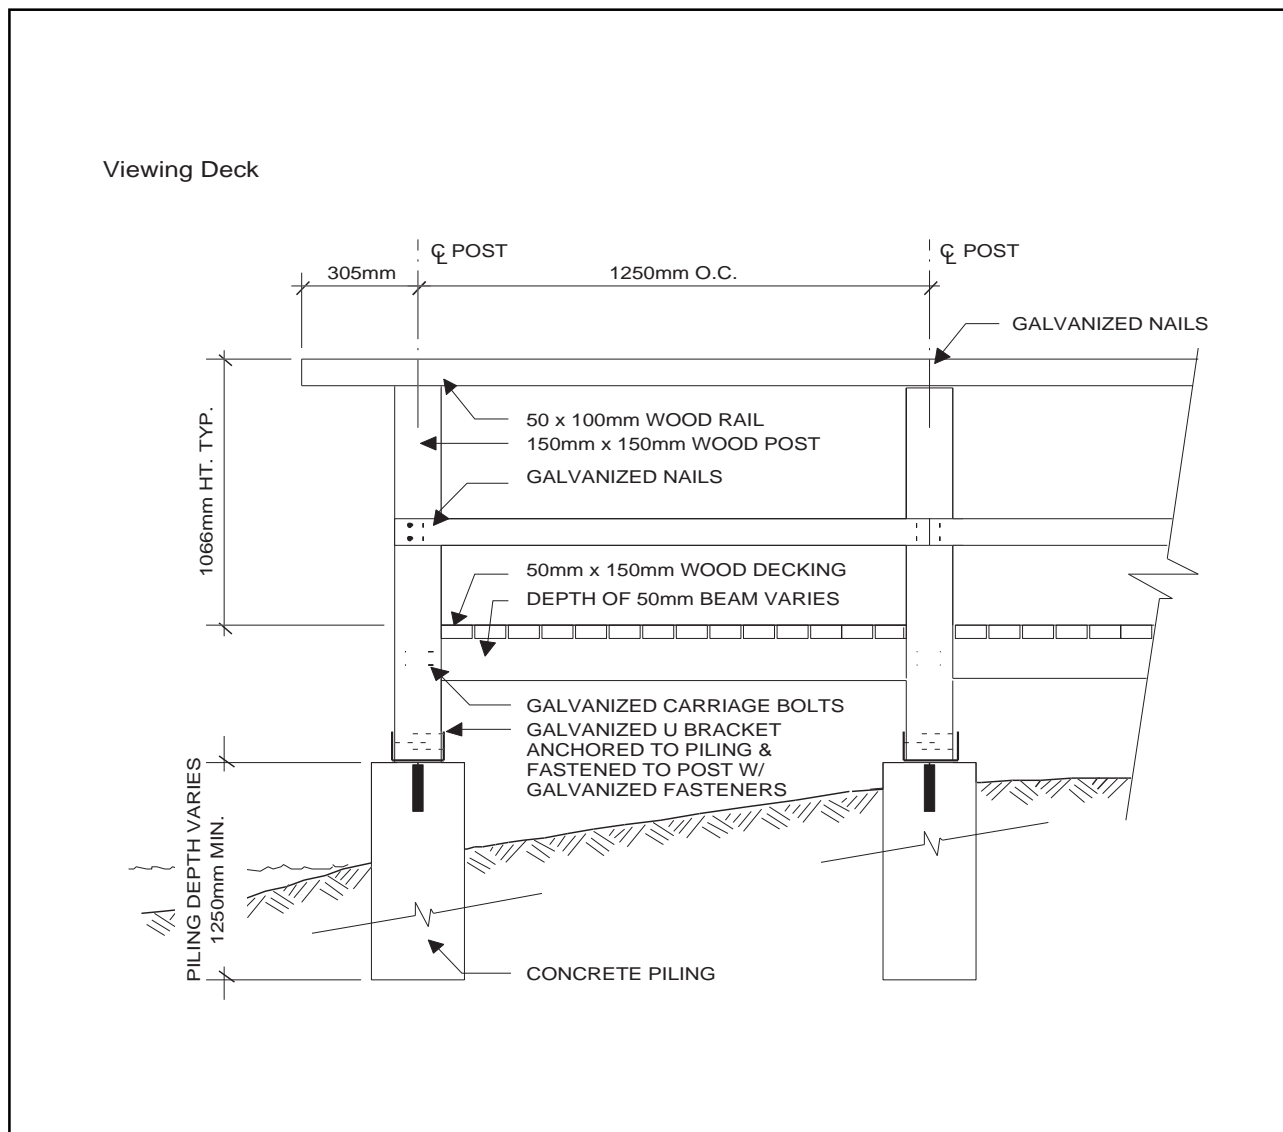 Viewing Deck
℄ POST
℄ POST
305mm
1250mm O.C.
GALVANIZED NAILS
1066mm HT. TYP.
50 x 100mm WOOD RAIL
150mm x 150mm WOOD POST
GALVANIZED NAILS
50mm x 150mm WOOD DECKING
DEPTH OF 50mm BEAM VARIES
GALVANIZED CARRIAGE BOLTS
GALVANIZED U BRACKET
ANCHORED TO PILING &
FASTENED TO POST W/
GALVANIZED FASTENERS
PILING DEPTH VARIES
1250mm MIN.
CONCRETE PILING